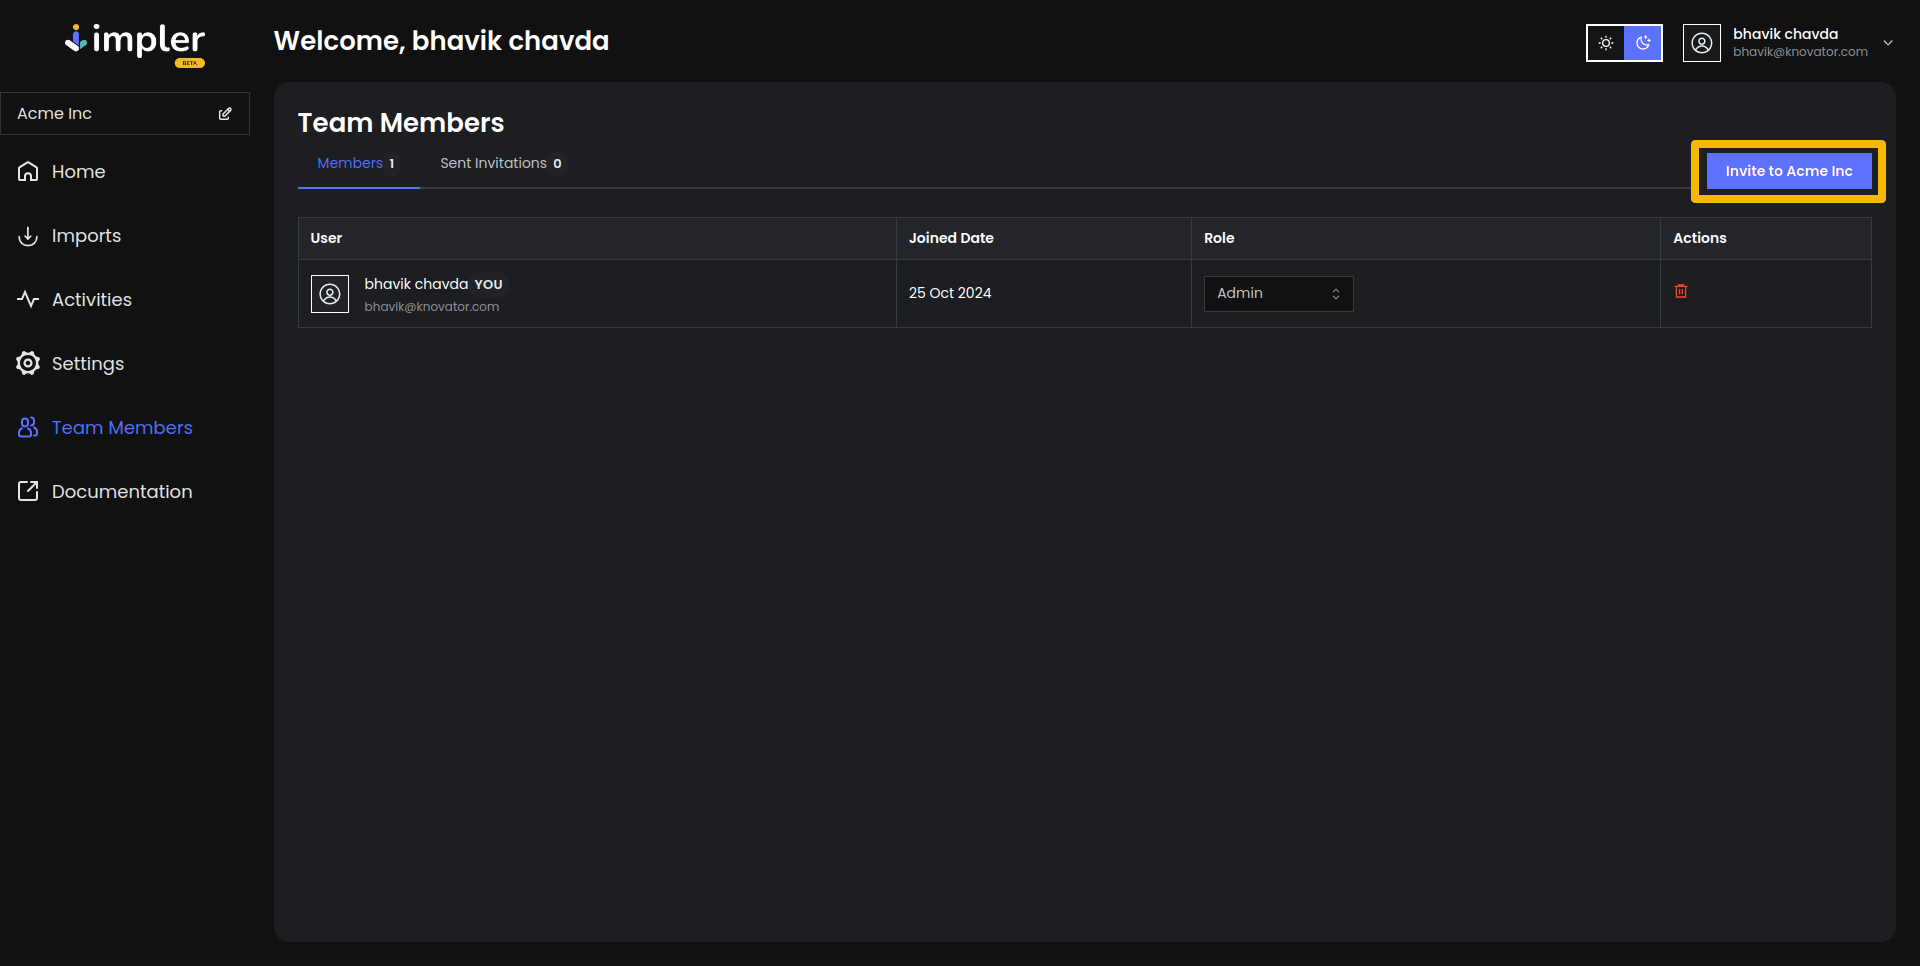 impler
BETA
Welcome, bhavik chavda
bhavik chavda
bhavik@knovator.com
Acme Inc
Home
Imports
Activities
Settings
Team Members
Documentation
Team Members
Members 1
Sent Invitations 0
Invite to Acme Inc
User Joined Date Role Actions
bhavik chavda YOU
bhavik@knovator.com
25 Oct 2024
Admin